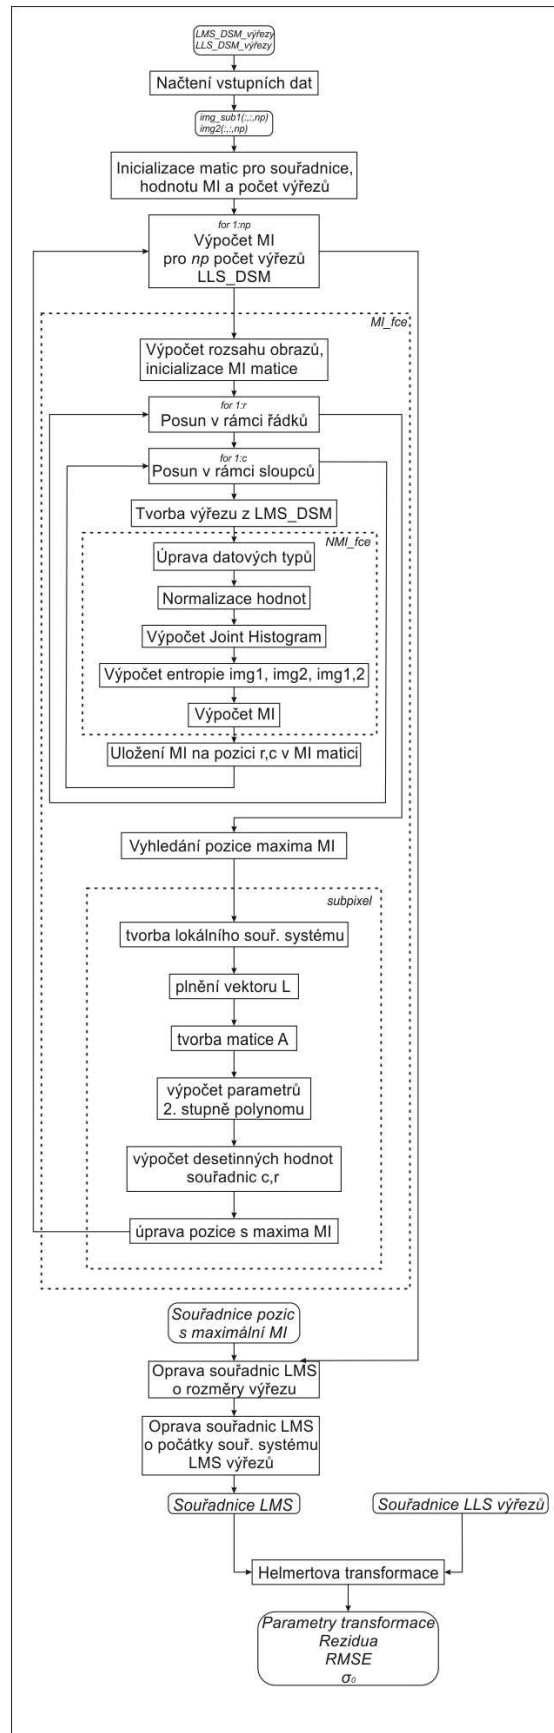 LMS_DSM_výřezy
LLS_DSM_výřezy
Načtení vstupních dat
img_sub1(:,:,np)
img2(:,:,np)
Inicializace matic pro souřadnice,
hodnotu MI a počet výřezů
for 1:np
Výpočet MI
pro np počet výřezů
LLS_DSM
MI_fce
Výpočet rozsahu obrazů,
inicializace MI matice
for 1:r
Posun v rámci řádků
for 1:c
Posun v rámci sloupců
Tvorba výřezu z LMS_DSM
NMI_fce
Úprava datových typů
Normalizace hodnot
Výpočet Joint Histogram
Výpočet entropie img1, img2, img1,2
Výpočet MI
Uložení MI na pozici r,c v MI matici
Vyhledání pozice maxima MI
subpixel
tvorba lokálního souř. systému
plnění vektoru L
tvorba matice A
výpočet parametrů
2. stupně polynomu
výpočet desetinných hodnot
souřadnic c,r
úprava pozice s maxima MI
Souřadnice pozic
s maximální MI
Oprava souřadnic LMS
o rozměry výřezu
Oprava souřadnic LMS
o počátky souř. systému
LMS výřezů
Souřadnice LMS
Souřadnice LLS výřezů
Helmertova transformace
Parametry transformace
Rezidua
RMSE
σ₀